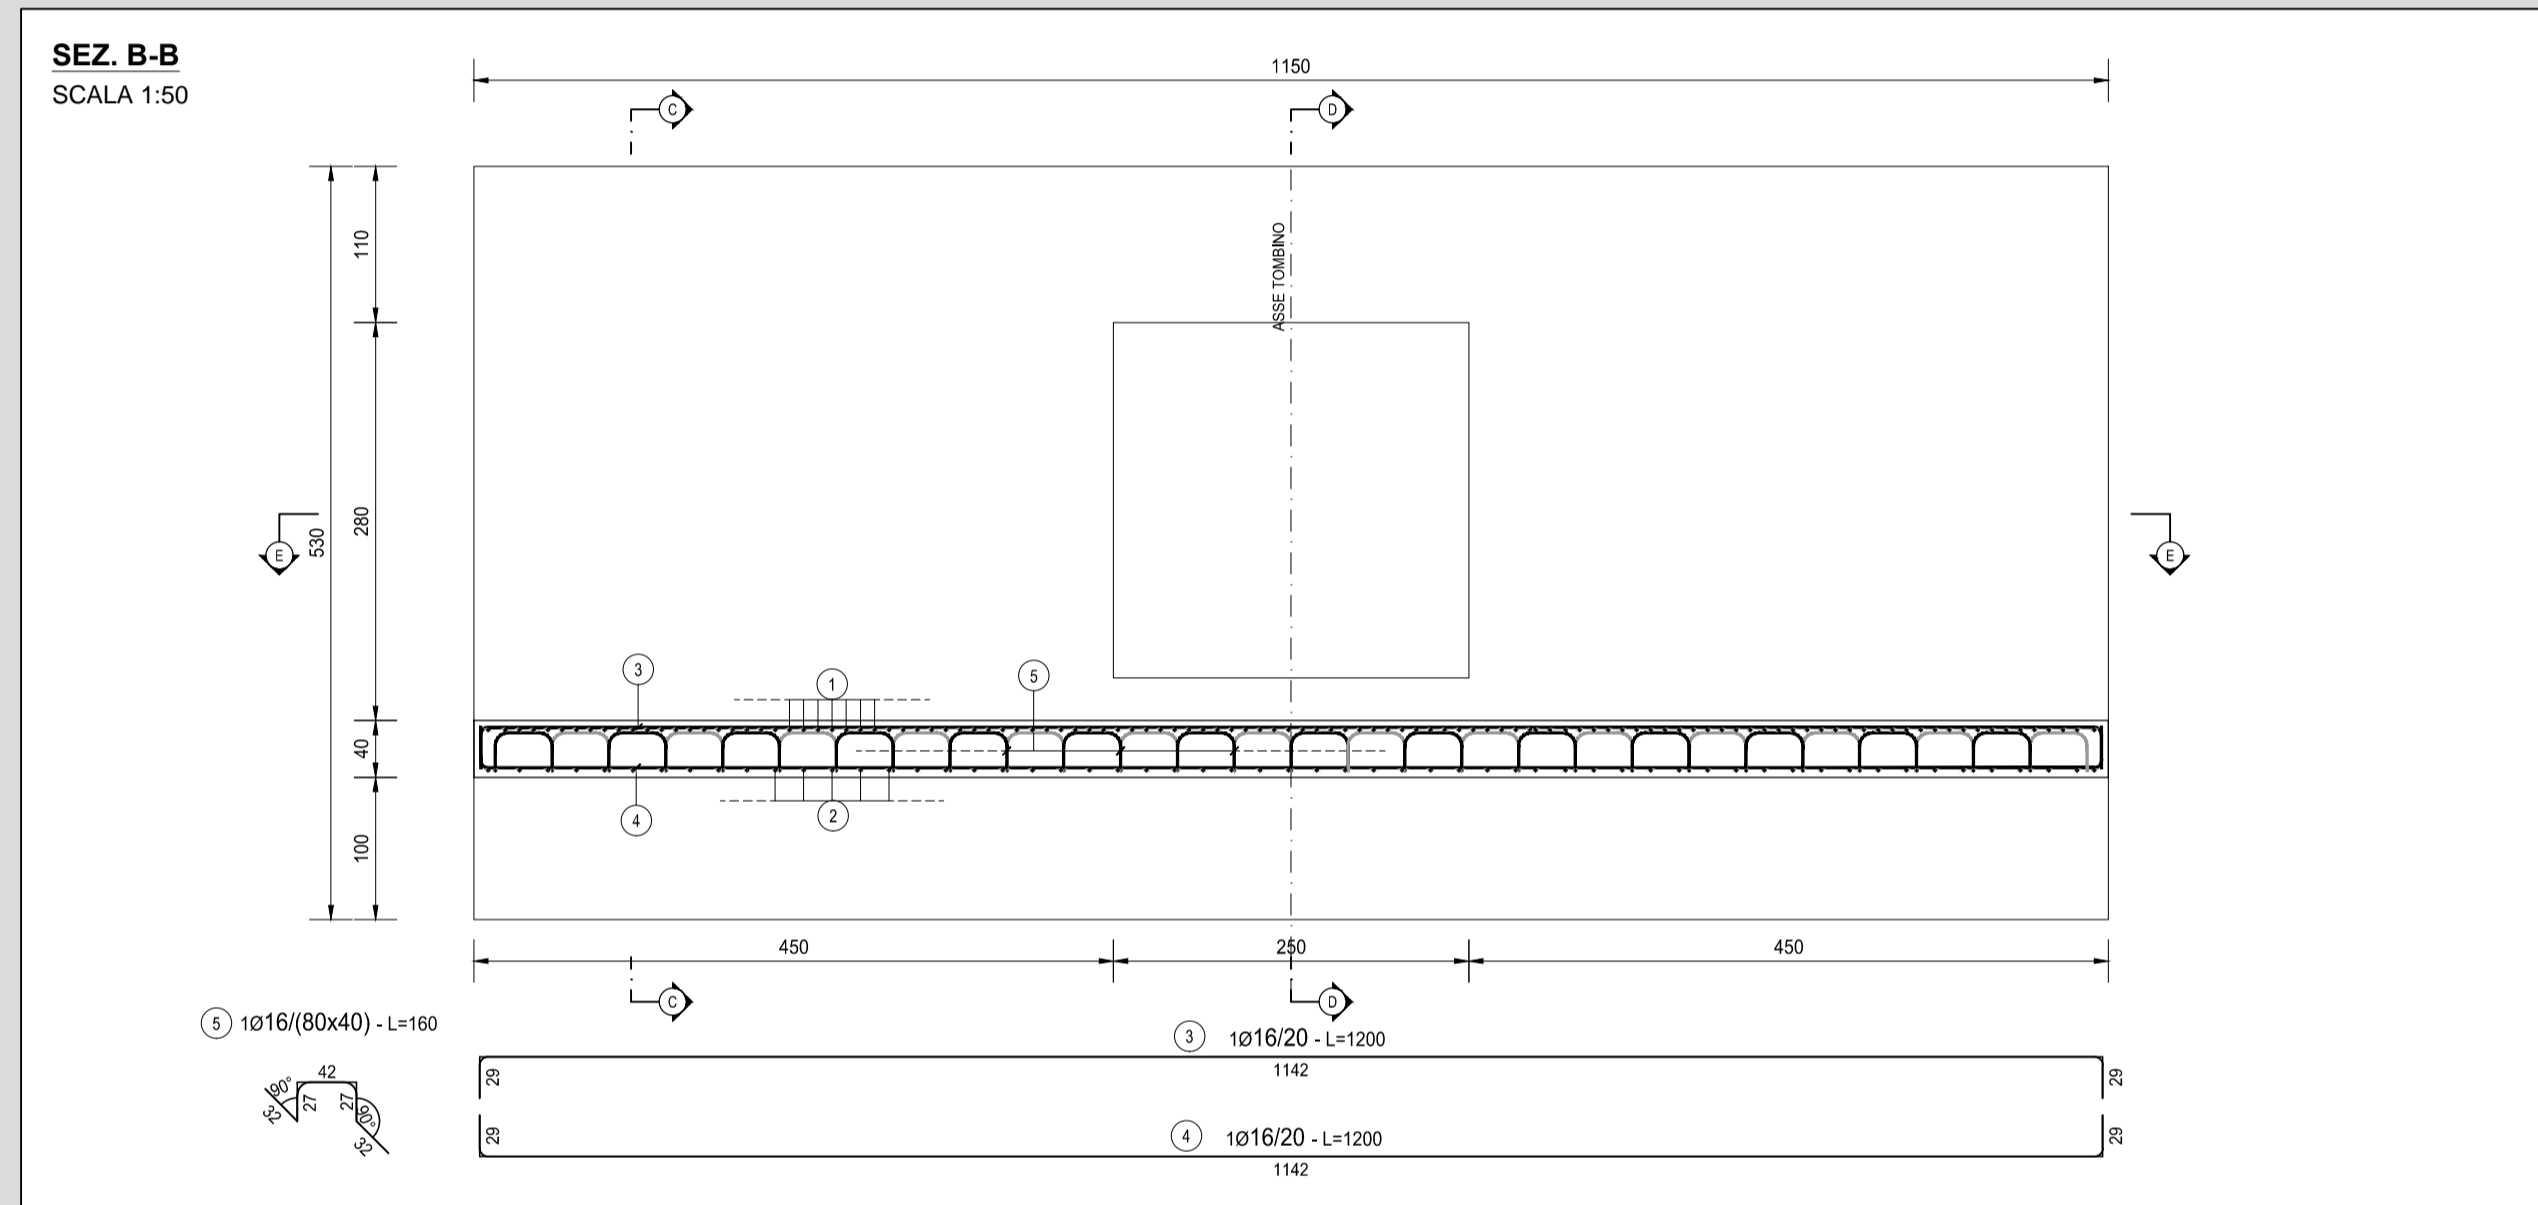 SEZ. B-B
SCALA 1:50
1150
C
D
ASSE TOMBINO
110
280
530
40
100
E
E
3
1
5
4
2
450
250
450
C
D
5 1Ø16/(80x40) - L=160
42
90°
32
27
27
90°
32
3 1Ø16/20 - L=1200
29
1142
29
4 1Ø16/20 - L=1200
29
1142
29